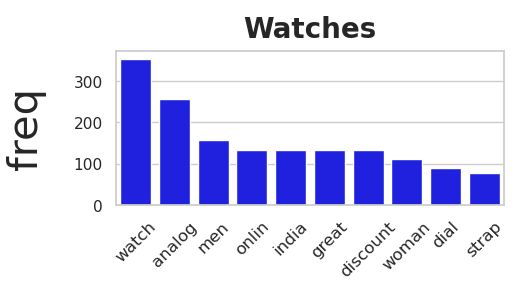 Watches
freq
300
200
100
0
watch
analog
men
onlin
india
great
discount
woman
dial
strap